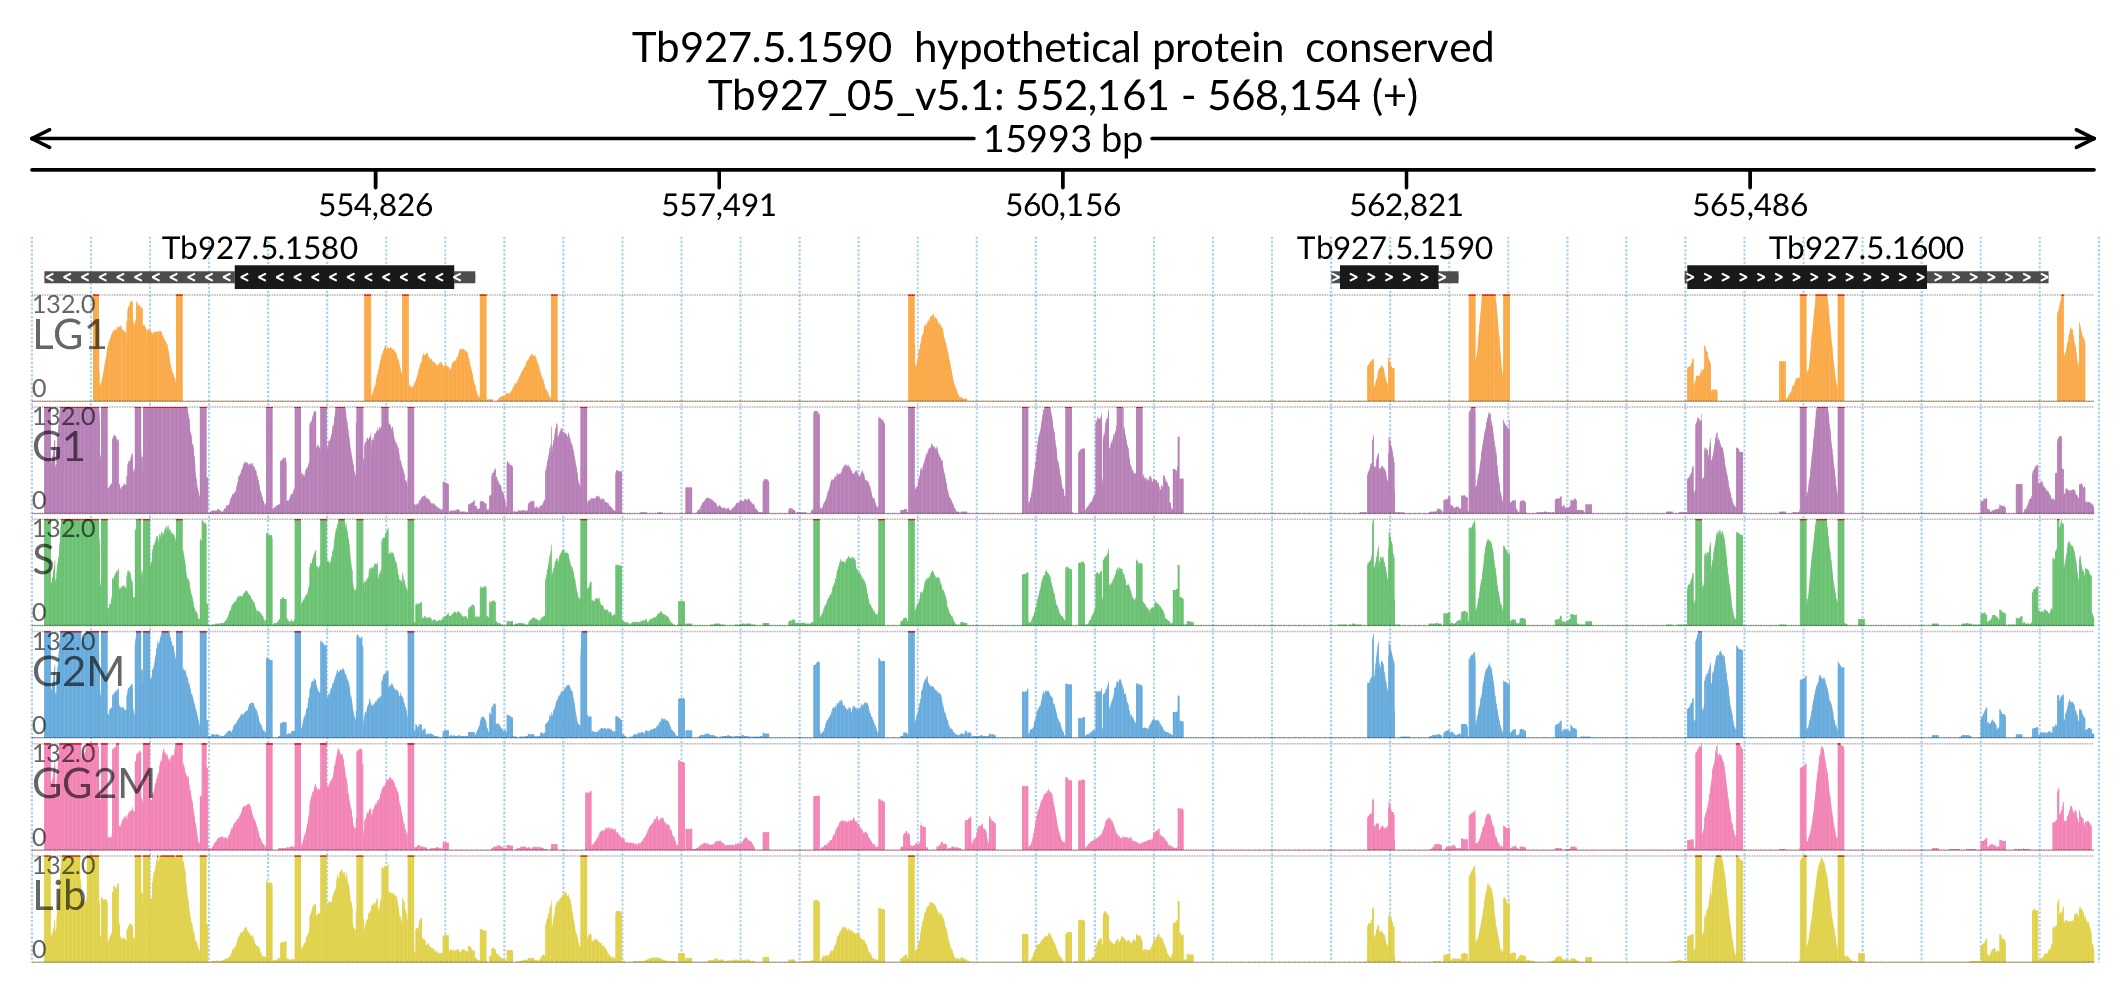 Tb927.5.1590  hypothetical protein  conserved
Tb927_05_v5.1: 552,161 - 568,154 (+)
15993 bp
554,826 557,491 560,156 562,821 565,486
Tb927.5.1580 Tb927.5.1590 Tb927.5.1600
132.0
LG1
0
132.0
G1
0
132.0
S
0
132.0
G2M
0
132.0
GG2M
0
132.0
Lib
0